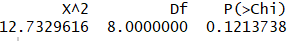 X^2 Df P(>Chi)
12.7329616 8.0000000 0.1213738